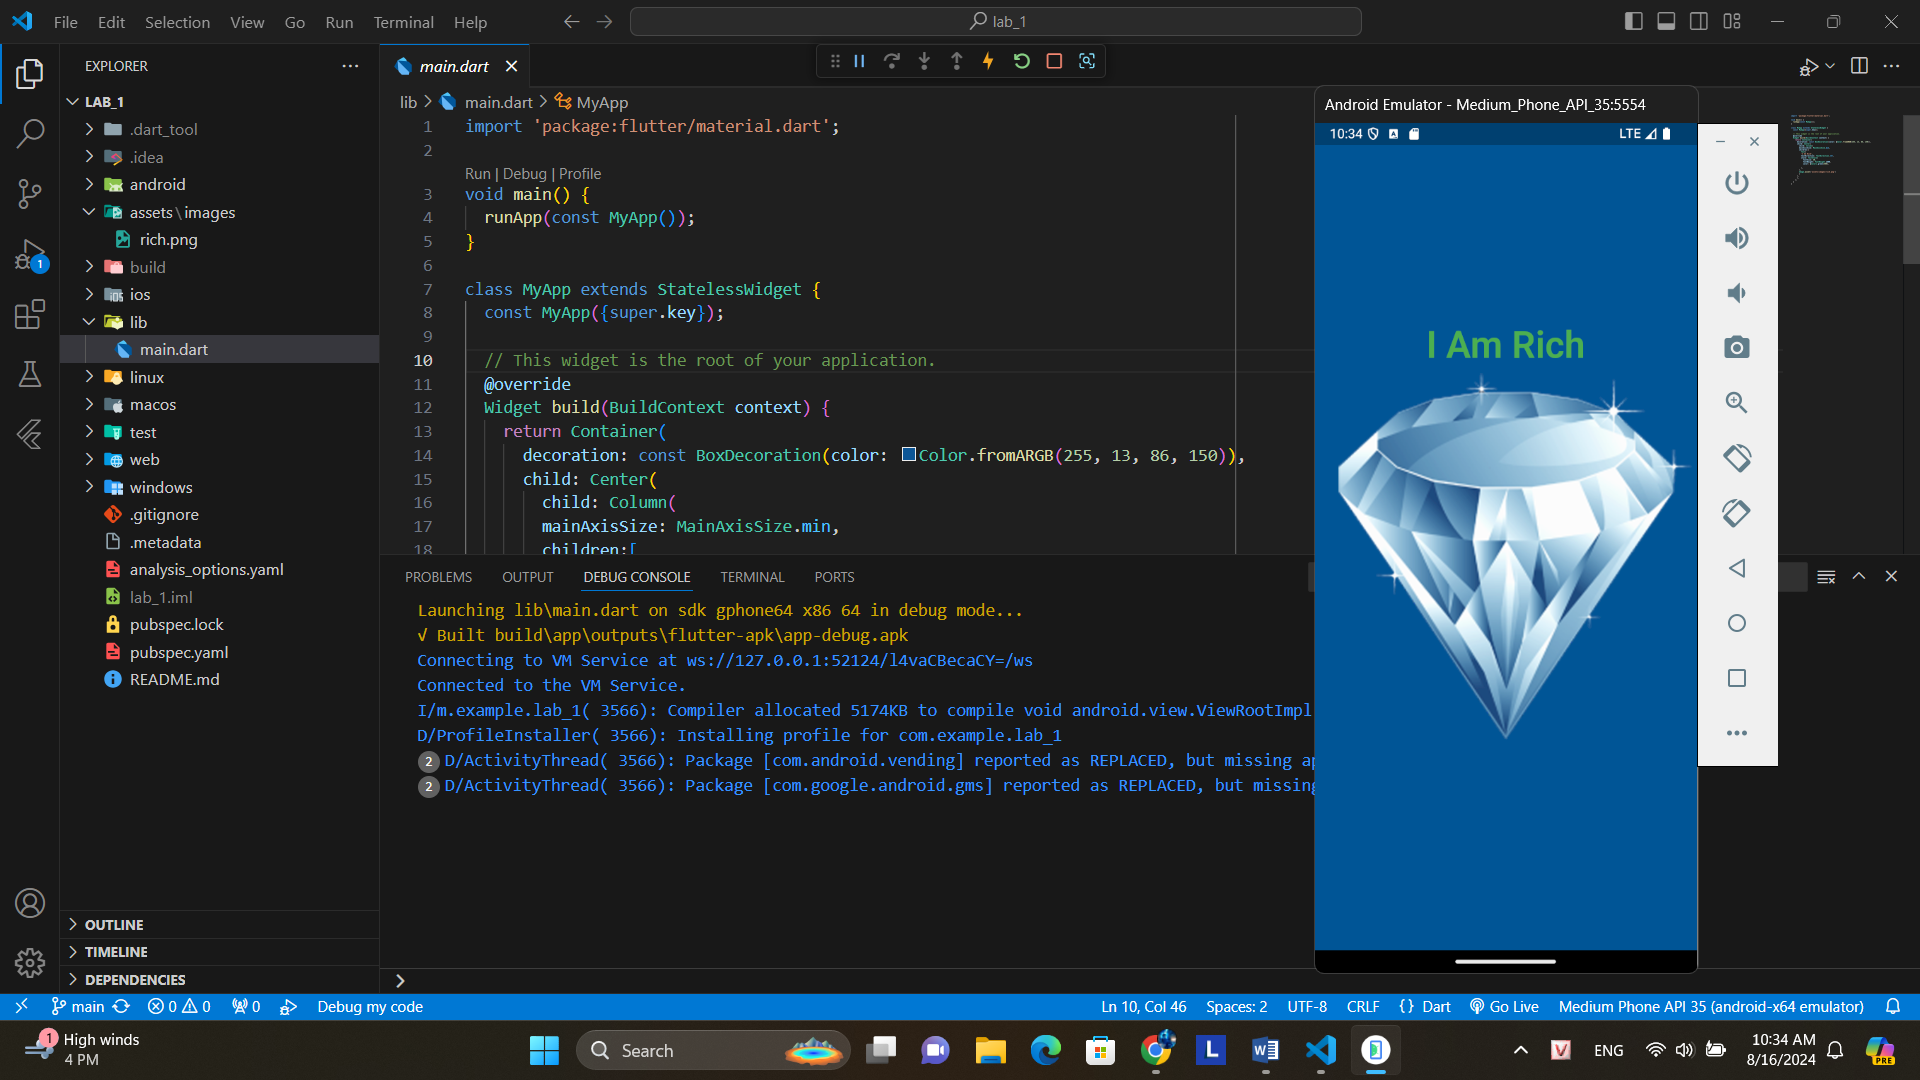 File Edit Selection View Go Run Terminal Help
lab_1
EXPLORER
LAB_1
.dart_tool
.idea
android
assets\images
rich.png
build
ios
lib
main.dart
linux
macos
test
web
windows
.gitignore
.metadata
analysis_options.yaml
lab_1.iml
pubspec.lock
pubspec.yaml
README.md
OUTLINE
TIMELINE
DEPENDENCIES
1
main.dart
lib > main.dart > MyApp
1 import 'package:flutter/material.dart';
2
Run | Debug | Profile
3 void main() {
4 runApp(const MyApp());
5 }
6
7 class MyApp extends StatelessWidget {
8 const MyApp({super.key});
9
10 // This widget is the root of your application.
11 @override
12 Widget build(BuildContext context) {
13 return Container(
14 decoration: const BoxDecoration(color: Color.fromARGB(255, 13, 86, 150)),
15 child: Center(
16 child: Column(
17 mainAxisSize: MainAxisSize.min,
18 children:[
PROBLEMS OUTPUT DEBUG CONSOLE TERMINAL PORTS
Launching lib\main.dart on sdk gphone64 x86 64 in debug mode...
√ Built build\app\outputs\flutter-apk\app-debug.apk
Connecting to VM Service at ws://127.0.0.1:52124/l4vaCBecaCY=/ws
Connected to the VM Service.
I/m.example.lab_1( 3566): Compiler allocated 5174KB to compile void android.view.ViewRootImpl
D/ProfileInstaller( 3566): Installing profile for com.example.lab_1
2 D/ActivityThread( 3566): Package [com.android.vending] reported as REPLACED, but missing ap
2 D/ActivityThread( 3566): Package [com.google.android.gms] reported as REPLACED, but missing
Android Emulator - Medium_Phone_API_35:5554
10:34 LTE
I Am Rich
main 0 0 0 Debug my code Ln 10, Col 46 Spaces: 2 UTF-8 CRLF {} Dart Go Live Medium Phone API 35 (android-x64 emulator)
1
High winds
4 PM
Search
L
W
V
ENG
10:34 AM
8/16/2024
PRE